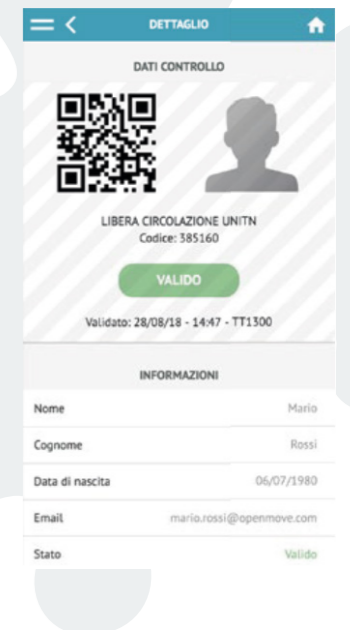 DETTAGLIO
DATI CONTROLLO
LIBERA CIRCOLAZIONE UNITN
Codice: 385160
VALIDO
Validato: 28/08/18 - 14:47 - TT1300
INFORMAZIONI
Nome Mario
Cognome Rossi
Data di nascita 06/07/1980
Email mario.rossi@openmove.com
Stato Valido